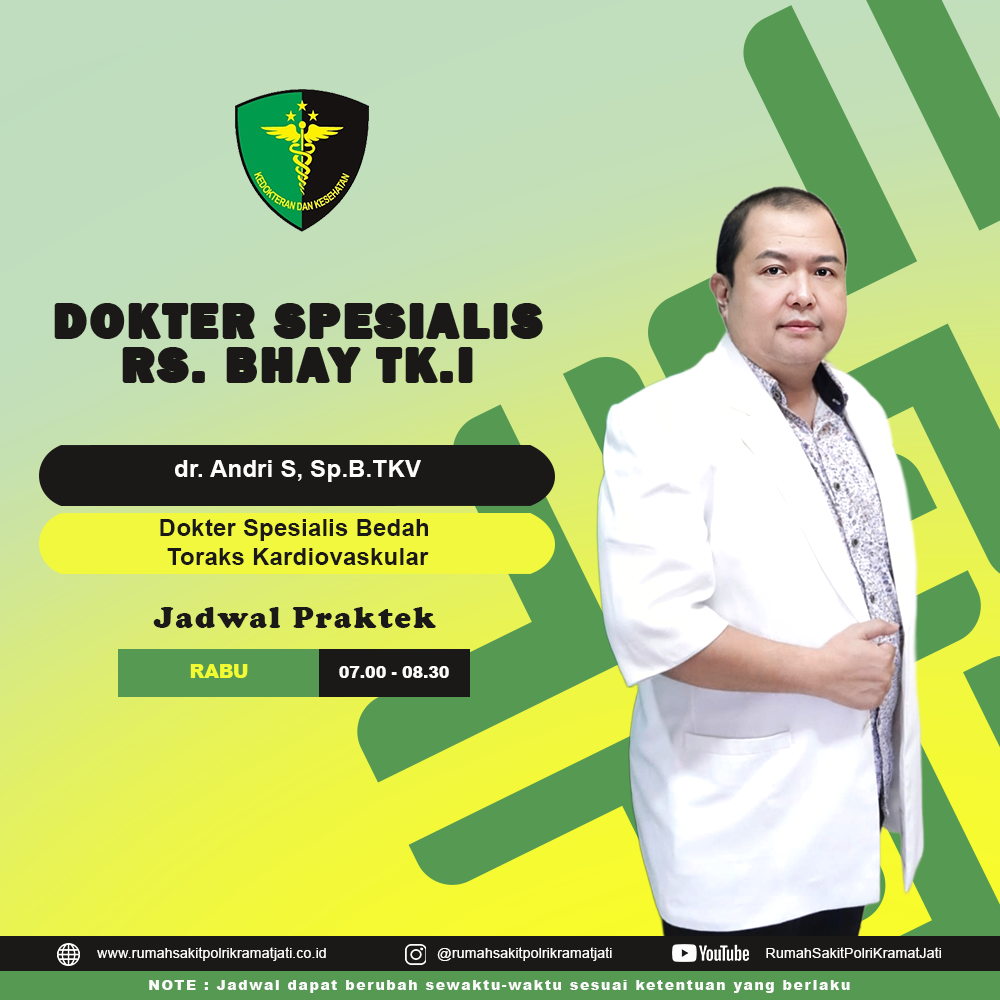 KEDOKTERAN DAN KESEHATAN
DOKTER SPESIALIS
RS. BHAY TK.I
dr. Andri S, Sp.B.TKV
Dokter Spesialis Bedah
Toraks Kardiovaskular
Jadwal Praktek
RABU 07.00 - 08.30
www.rumahsakitpolrikramatjati.co.id @rumahsakitpolrikramatjati YouTube RumahSakitPolriKramatJati
NOTE : Jadwal dapat berubah sewaktu-waktu sesuai ketentuan yang berlaku